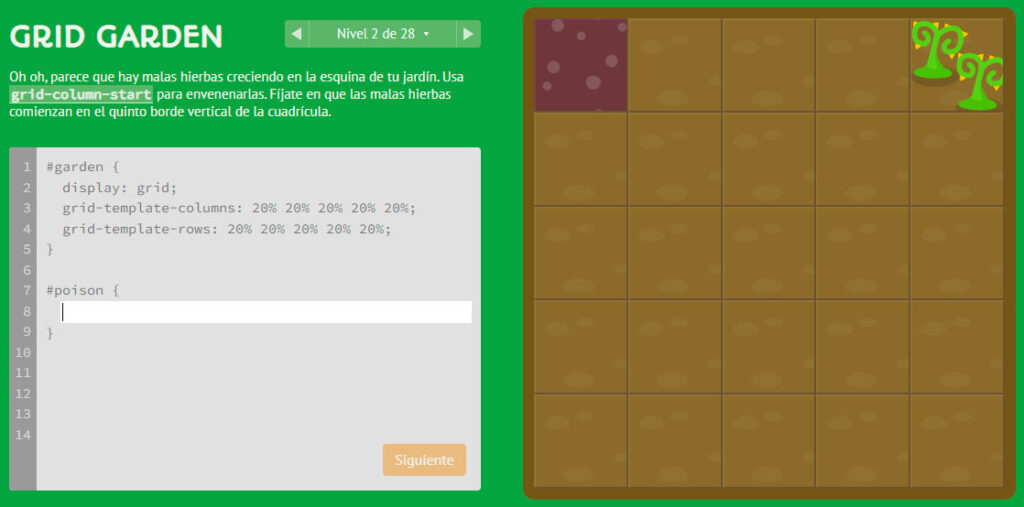 GRID GARDEN
Nivel 2 de 28
Oh oh, parece que hay malas hierbas creciendo en la esquina de tu jardín. Usa
grid-column-start para envenenarlas. Fíjate en que las malas hierbas
comienzan en el quinto borde vertical de la cuadrícula.
1 #garden {
2 display: grid;
3 grid-template-columns: 20% 20% 20% 20% 20%;
4 grid-template-rows: 20% 20% 20% 20% 20%;
5 }
6
7 #poison {
8
9 }
10
11
12
13
14
Siguiente